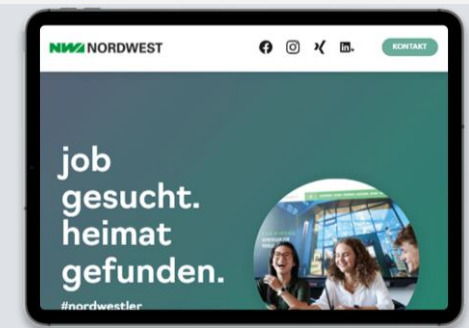 NW NORDWEST
KONTAKT
job
gesucht.
heimat
gefunden.
#nordwestler